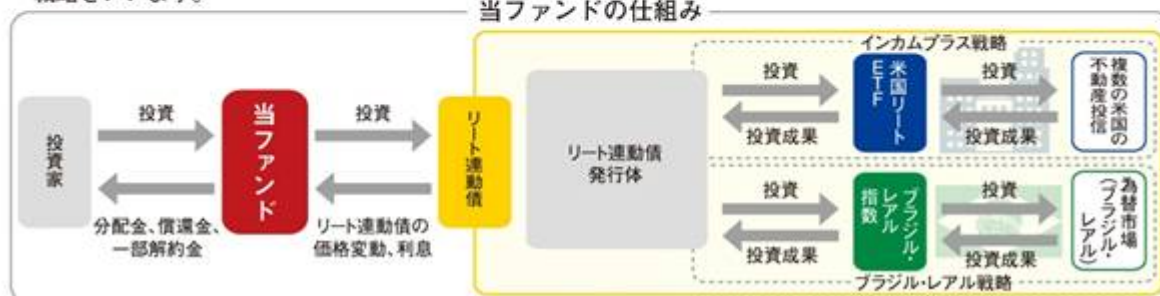 当ファンドの仕組み
インカムプラス戦略
投資家
投資
分配金、償還金、
一部解約金
当ファンド
投資
リート連動債の
価格変動、利息
リート連動債
リート連動債
発行体
投資
投資成果
米国リート
ETF
投資
投資成果
複数の米国の
不動産投信
投資
投資成果
ブラジル・
レアル
指数
投資
投資成果
為替市場
(ブラジル・
レアル)
ブラジル・レアル戦略